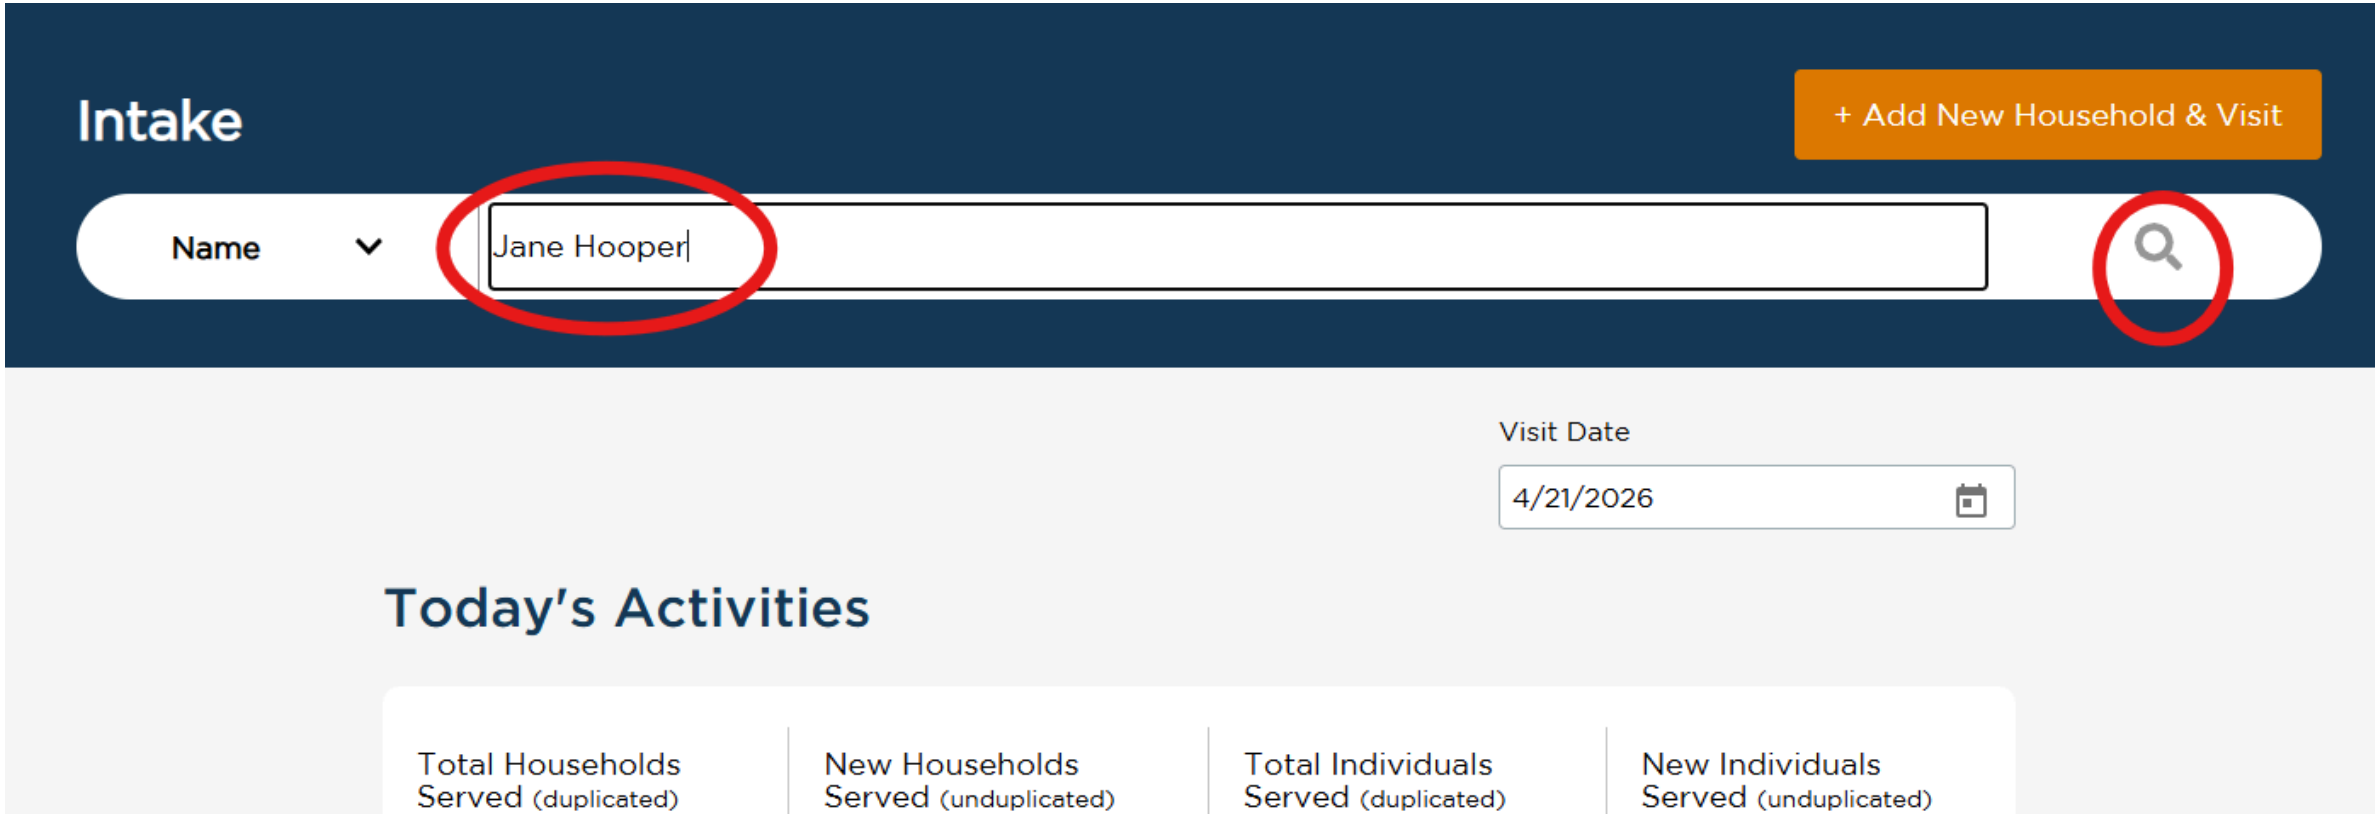 Intake
+ Add New Household & Visit
Name
Jane Hooper
Visit Date
4/21/2026
Today's Activities
Total Households
Served (duplicated)
New Households
Served (unduplicated)
Total Individuals
Served (duplicated)
New Individuals
Served (unduplicated)